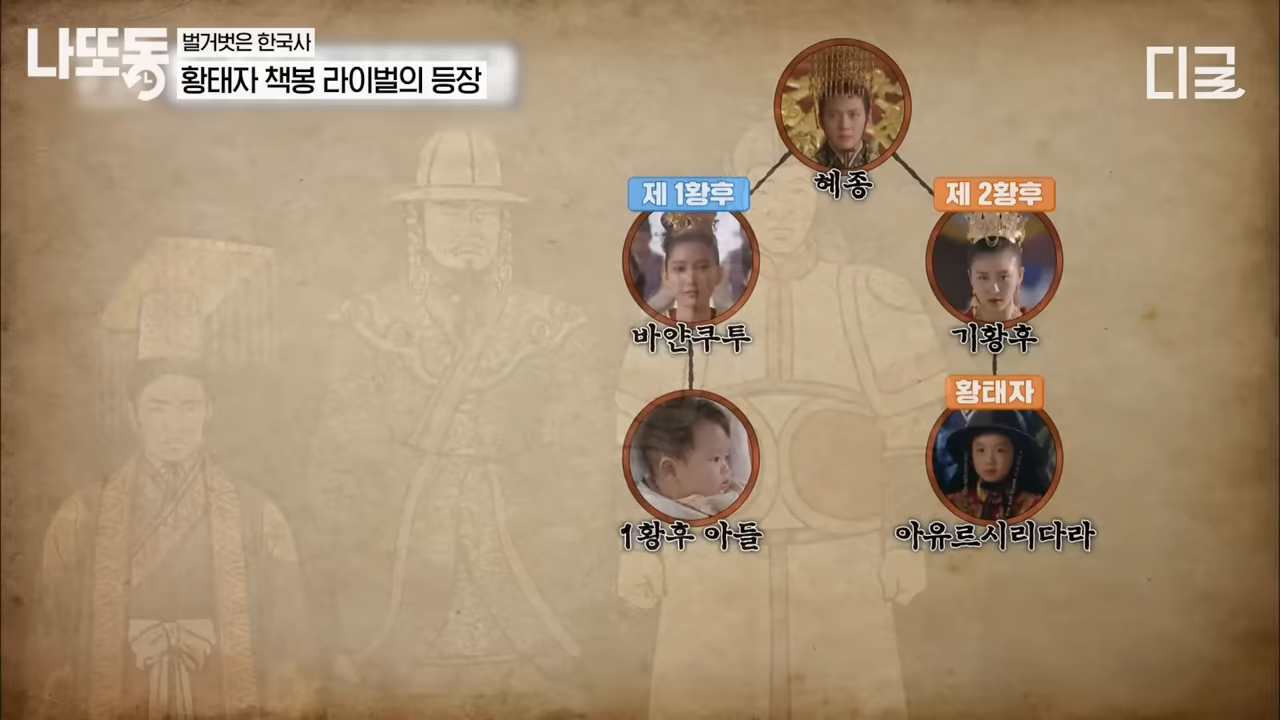 나또동
벌거벗은 한국사
황태자 책봉 라이벌의 등장
디글
혜종
제 1황후
제 2황후
바얀쿠투
기황후
황태자
1황후 아들
아유르시리다라